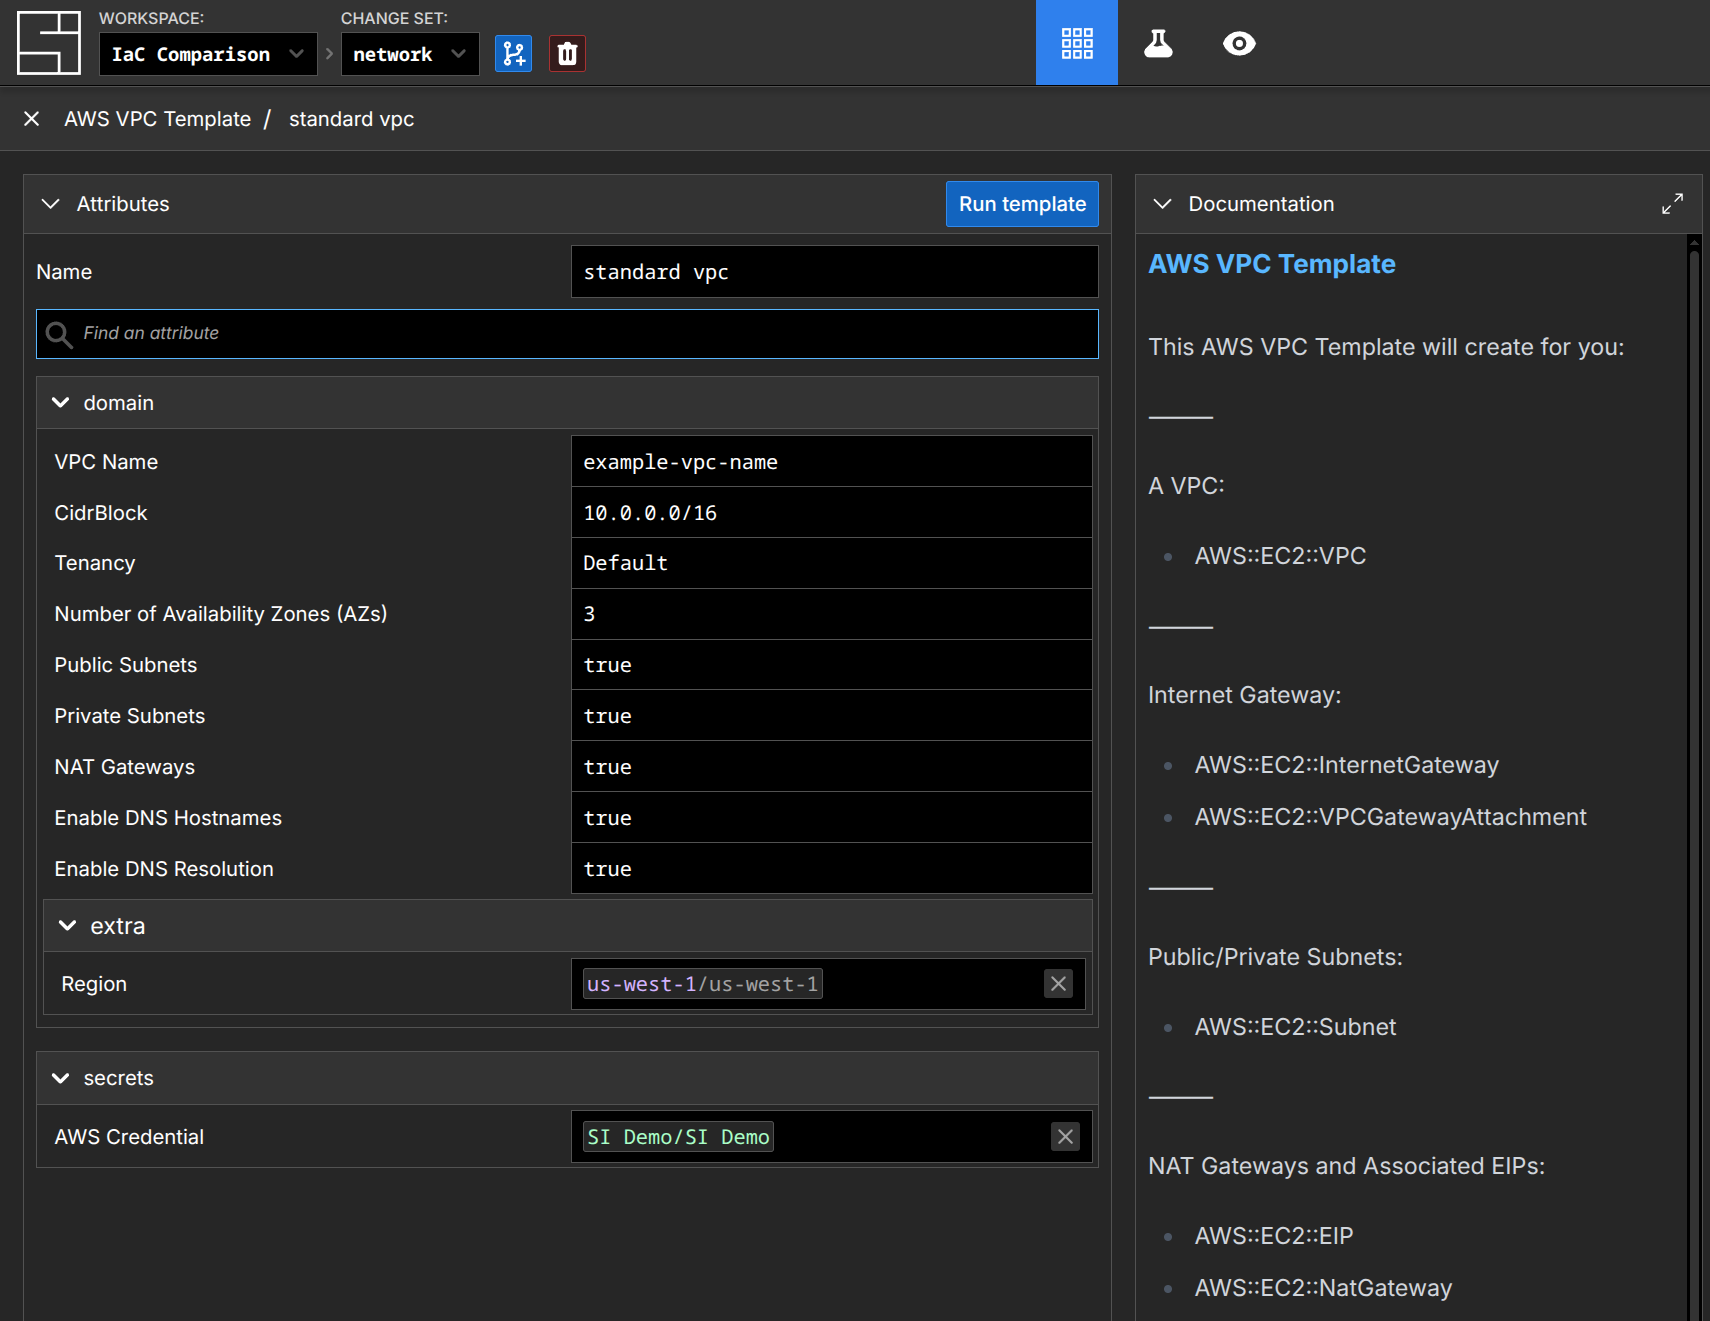 WORKSPACE:
IaC Comparison
CHANGE SET:
network
AWS VPC Template / standard vpc
Attributes
Run template
Name
standard vpc
Find an attribute
domain
VPC Name
example-vpc-name
CidrBlock
10.0.0.0/16
Tenancy
Default
Number of Availability Zones (AZs)
3
Public Subnets
true
Private Subnets
true
NAT Gateways
true
Enable DNS Hostnames
true
Enable DNS Resolution
true
extra
Region
us-west-1/us-west-1
secrets
AWS Credential
SI Demo/SI Demo
Documentation
AWS VPC Template
This AWS VPC Template will create for you:
A VPC:
AWS::EC2::VPC
Internet Gateway:
AWS::EC2::InternetGateway
AWS::EC2::VPCGatewayAttachment
Public/Private Subnets:
AWS::EC2::Subnet
NAT Gateways and Associated EIPs:
AWS::EC2::EIP
AWS::EC2::NatGateway